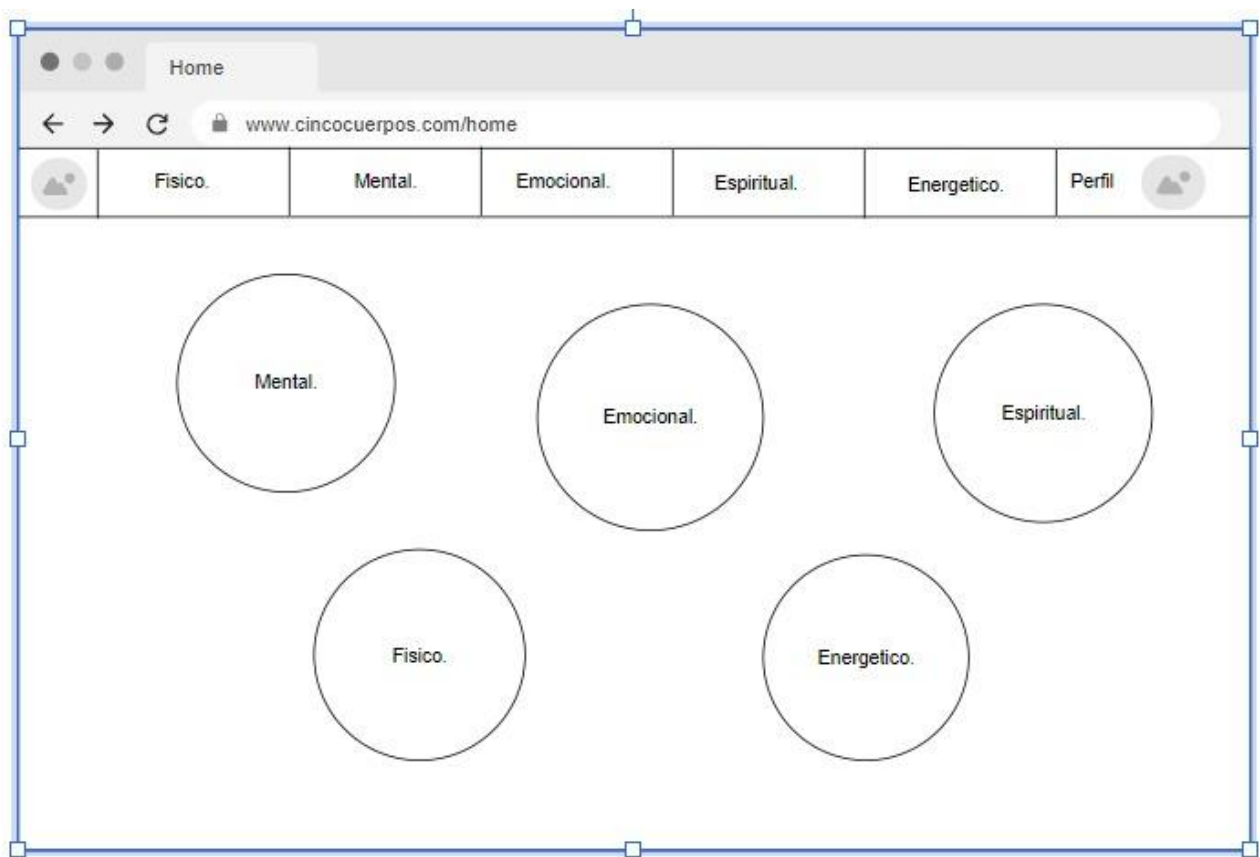 Home
www.cincocuerpos.com/home
Fisico. Mental. Emocional. Espiritual. Energetico. Perfil
Mental.
Emocional.
Espiritual.
Fisico.
Energetico.